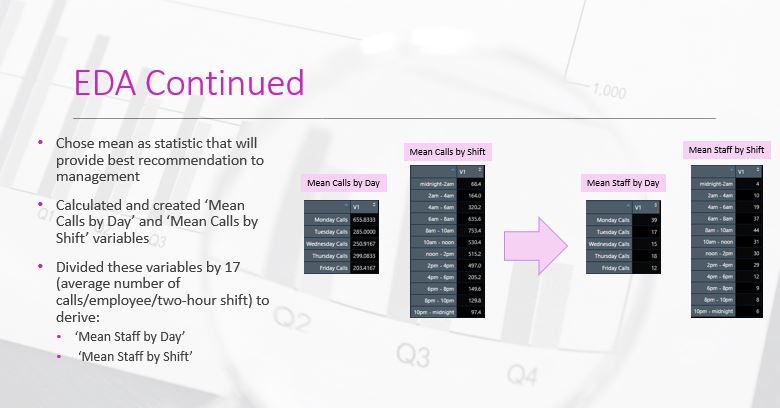 EDA Continued
1,000
• Chose mean as statistic that will
provide best recommendation to
management
• Calculated and created ‘Mean
Calls by Day’ and ‘Mean Calls by
Shift’ variables
• Divided these variables by 17
(average number of
calls/employee/two-hour shift) to
derive:
• ‘Mean Staff by Day’
• ‘Mean Staff by Shift’
Mean Calls by Day
V1
Monday Calls 655.8333
Tuesday Calls 285.0000
Wednesday Calls 250.9167
Thursday Calls 299.0833
Friday Calls 203.4167
Mean Calls by Shift
V1
midnight-2am 66.4
2am - 4am 164.0
4am - 6am 320.2
6am - 8am 635.6
8am - 10am 753.4
10am - noon 530.4
noon - 2pm 515.2
2pm - 4pm 497.0
4pm - 6pm 205.2
6pm - 8pm 149.6
8pm - 10pm 129.8
10pm - midnight 97.4
Mean Staff by Day
V1
Monday Calls 39
Tuesday Calls 17
Wednesday Calls 15
Thursday Calls 18
Friday Calls 12
Mean Staff by Shift
V1
midnight-2am 4
2am - 4am 10
4am - 6am 19
6am - 8am 37
8am - 10am 44
10am - noon 31
noon - 2pm 30
2pm - 4pm 29
4pm - 6pm 12
6pm - 8pm 9
8pm - 10pm 8
10pm - midnight 6
Q1
Q3
Q2
Q3
Q4